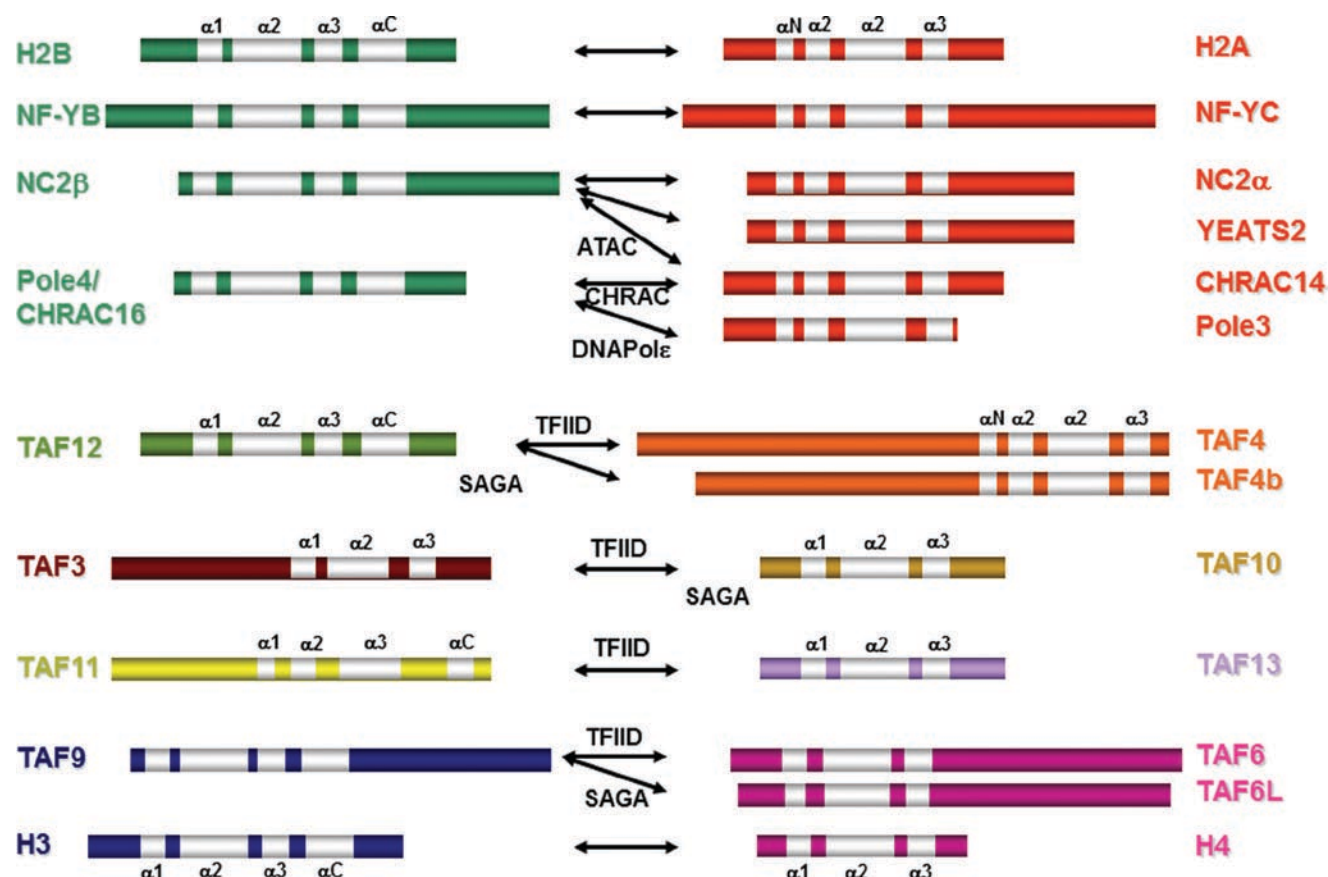 α1 α2 α3 αC αN α2 α2 α3
H2B H2A
NF-YB NF-YC
NC2β NC2α
YEATS2
ATAC
Pole4/
CHRAC16
CHRAC CHRAC14
DNAPolε Pole3
α1 α2 α3 αC TFIID αN α2 α2 α3
TAF12 TAF4
SAGA TAF4b
α1 α2 α3 TFIID α1 α2 α3
TAF3 TAF10
SAGA
α1 α2 α3 αC TFIID α1 α2 α3
TAF11 TAF13
TFIID
TAF9 TAF6
SAGA TAF6L
H3 H4
α1 α2 α3 αC α1 α2 α3